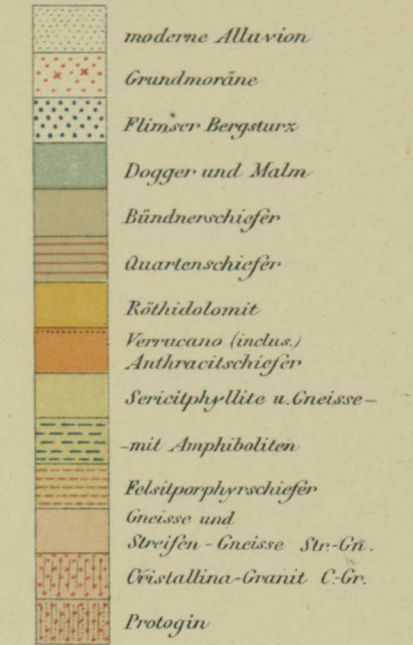 moderne Alluvion
Grundmoräne
Flimser Bergsturz
Dogger und Malm
Bündnerschiefer
Quartenschiefer
Röthidolomit
Verrucano (inclus.)
Anthracitschiefer
Sericitphyllite u. Gneisse –
– mit Amphiboliten
Felsitporphyrschiefer
Gneisse und
Streifen - Gneisse Str.-Gn.
Cristallina-Granit C-Gr.
Protogin